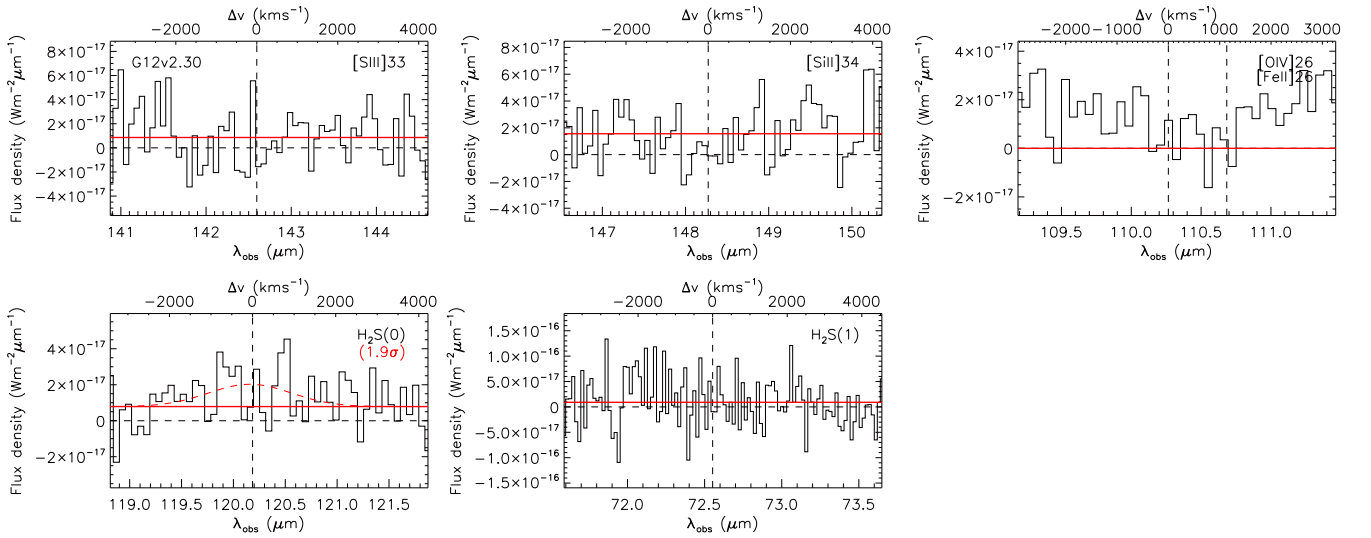 Δv (kms⁻¹)
−2000 0 2000 4000
Flux density (Wm⁻²μm⁻¹)
8×10⁻¹⁷
6×10⁻¹⁷
4×10⁻¹⁷
2×10⁻¹⁷
0
−2×10⁻¹⁷
−4×10⁻¹⁷
G12v2.30
[SIII]33
141 142 143 144
λobs (μm)
Δv (kms⁻¹)
−2000 0 2000 4000
Flux density (Wm⁻²μm⁻¹)
8×10⁻¹⁷
6×10⁻¹⁷
4×10⁻¹⁷
2×10⁻¹⁷
0
−2×10⁻¹⁷
−4×10⁻¹⁷
[SiII]34
147 148 149 150
λobs (μm)
Δv (kms⁻¹)
−2000 −1000 0 1000 2000 3000
Flux density (Wm⁻²μm⁻¹)
4×10⁻¹⁷
2×10⁻¹⁷
0
−2×10⁻¹⁷
[OIV]26
[FeII]26
109.5 110.0 110.5 111.0
λobs (μm)
Δv (kms⁻¹)
−2000 0 2000 4000
Flux density (Wm⁻²μm⁻¹)
4×10⁻¹⁷
2×10⁻¹⁷
0
−2×10⁻¹⁷
H₂S(0)
(1.9σ)
119.0 119.5 120.0 120.5 121.0 121.5
λobs (μm)
Δv (kms⁻¹)
−2000 0 2000 4000
Flux density (Wm⁻²μm⁻¹)
1.5×10⁻¹⁶
1.0×10⁻¹⁶
5.0×10⁻¹⁷
0
−5.0×10⁻¹⁷
−1.0×10⁻¹⁶
−1.5×10⁻¹⁶
H₂S(1)
72.0 72.5 73.0 73.5
λobs (μm)